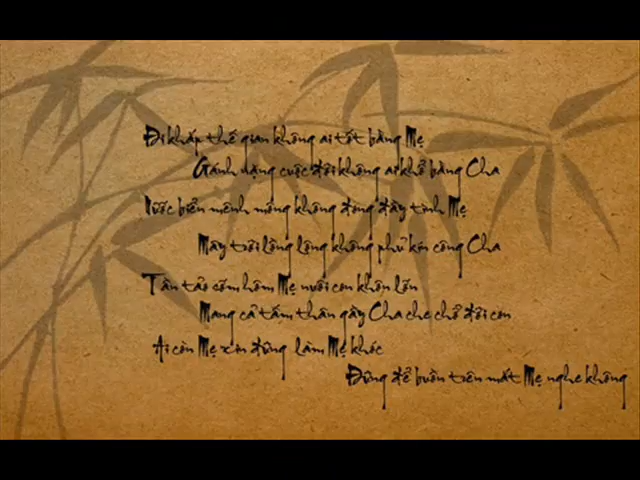 Đi khắp thế gian không ai tốt bằng Mẹ
Gánh nặng cuộc đời không ai khổ bằng Cha
Nước biển mênh mông không đong đầy tình Mẹ
Mây trời lồng lộng không phủ kín công Cha
Tần tảo sớm hôm Mẹ nuôi con khôn lớn
Mang cả tấm thân gầy Cha che chở đời con
Ai còn Mẹ xin đừng làm Mẹ khóc
Đừng để buồn trên mắt Mẹ nghe không